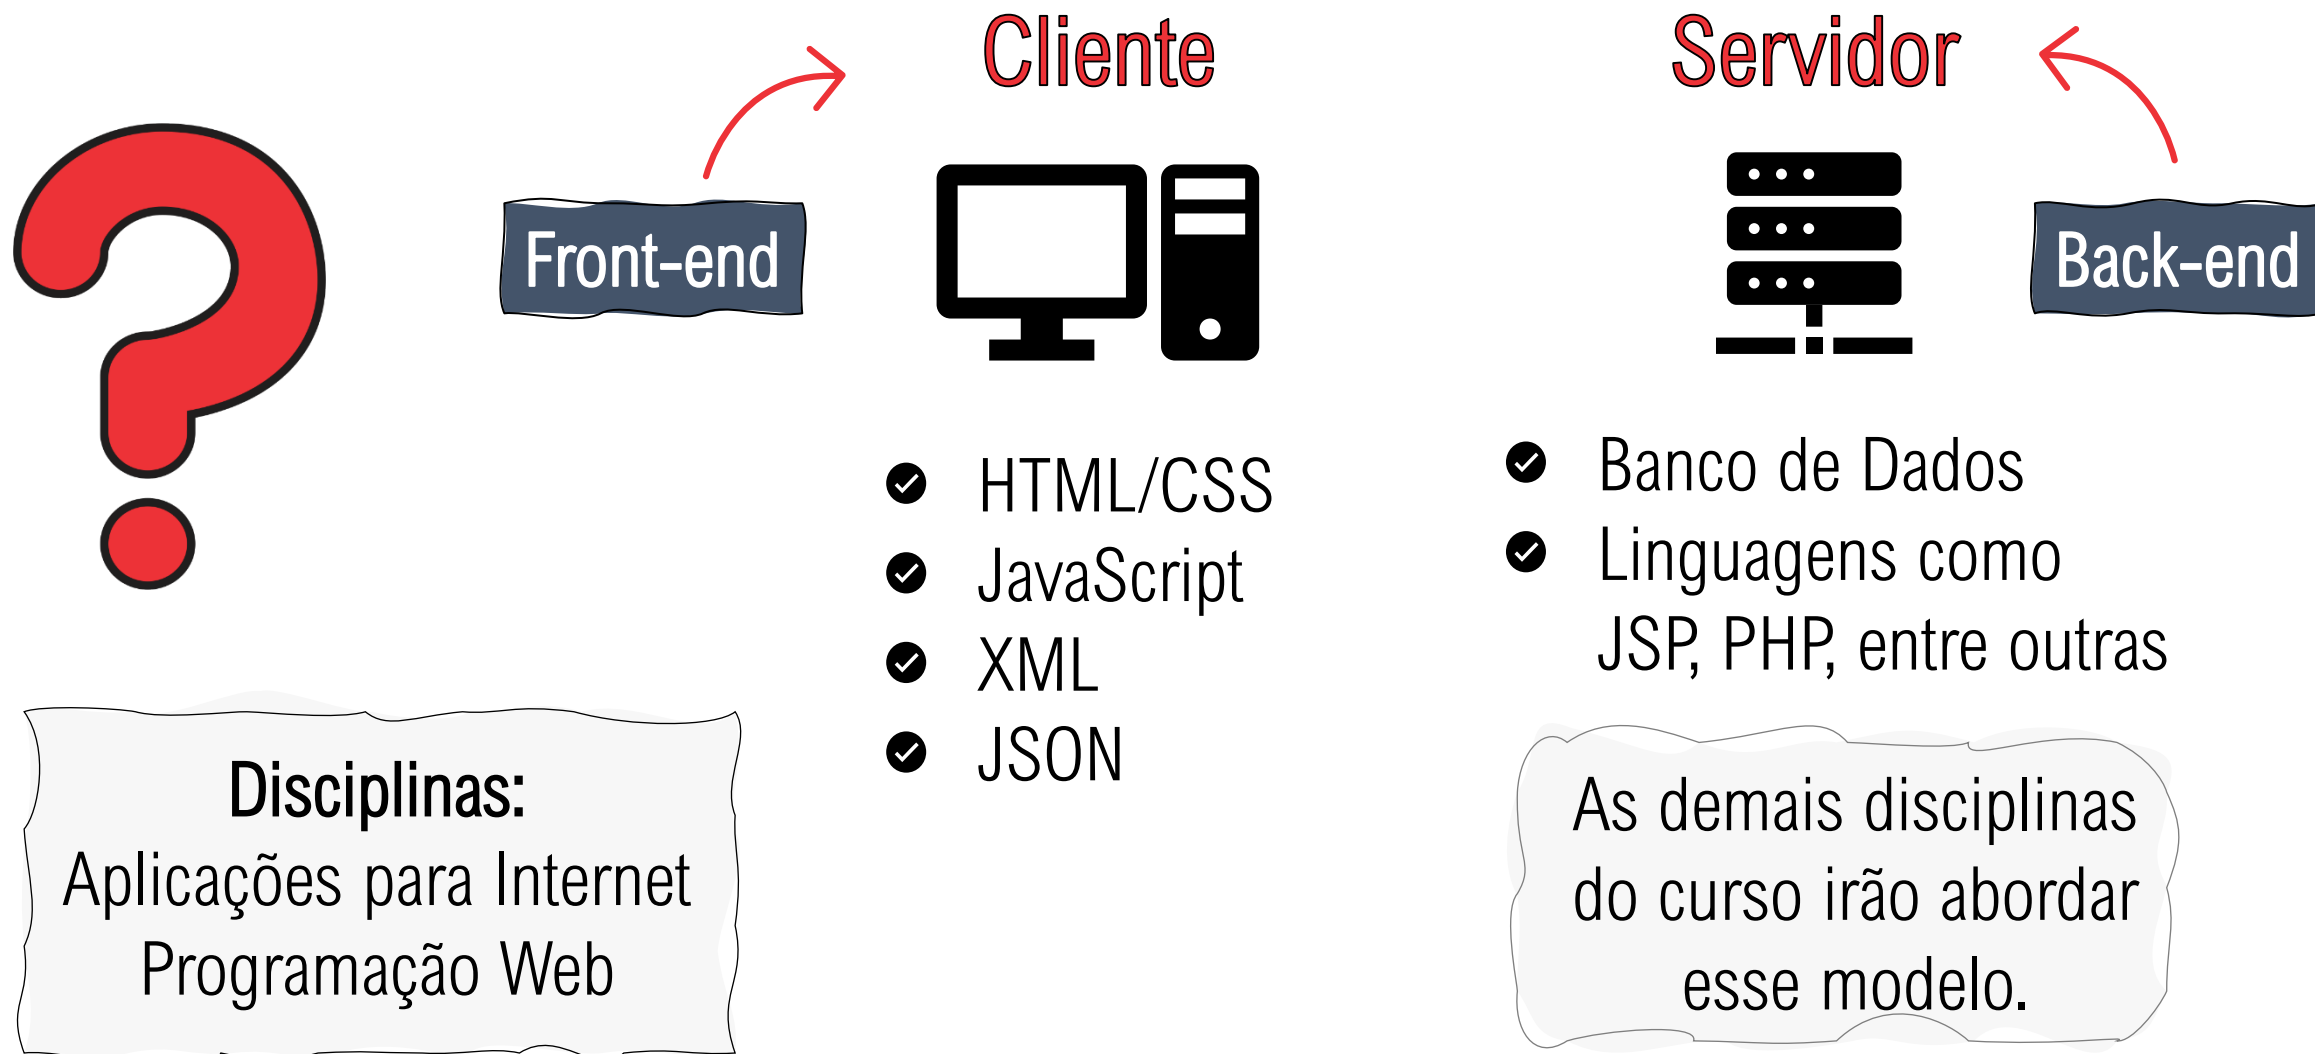 Cliente
Servidor
Front-end
Back-end
HTML/CSS
JavaScript
XML
JSON
Banco de Dados
Linguagens como
JSP, PHP, entre outras
Disciplinas:
Aplicações para Internet
Programação Web
As demais disciplinas
do curso irão abordar
esse modelo.